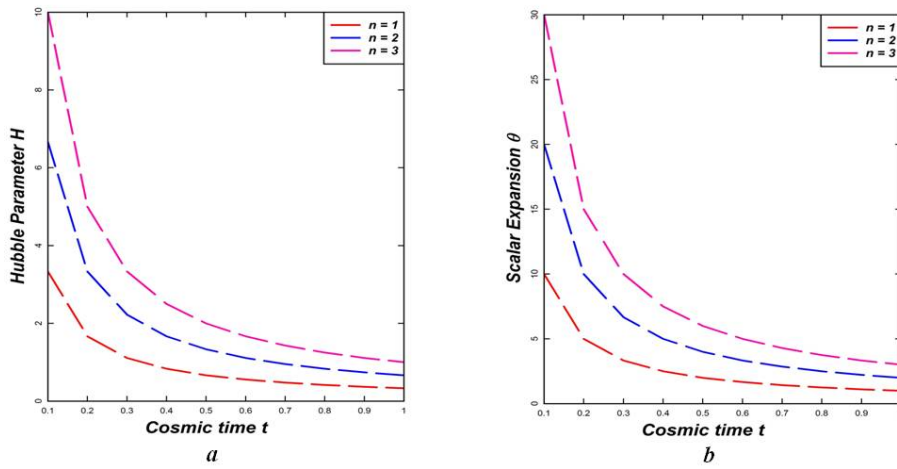 n = 1
n = 2
n = 3
10
8
6
4
2
0
Hubble Parameter H
0.1 0.2 0.3 0.4 0.5 0.6 0.7 0.8 0.9 1
Cosmic time t
a
n = 1
n = 2
n = 3
30
25
20
15
10
5
0
Scalar Expansion θ
0.1 0.2 0.3 0.4 0.5 0.6 0.7 0.8 0.9
Cosmic time t
b